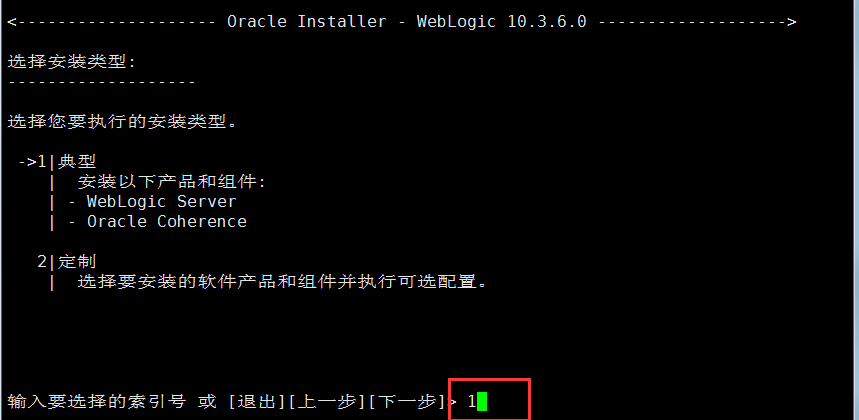 <------------------- Oracle Installer - WebLogic 10.3.6.0 ------------------->
选择安装类型:
-------------------
选择您要执行的安装类型。
->1|典型
| 安装以下产品和组件:
| - WebLogic Server
| - Oracle Coherence
2|定制
| 选择要安装的软件产品和组件并执行可选配置。
输入要选择的索引号 或 [退出][上一步][下一步]> 1